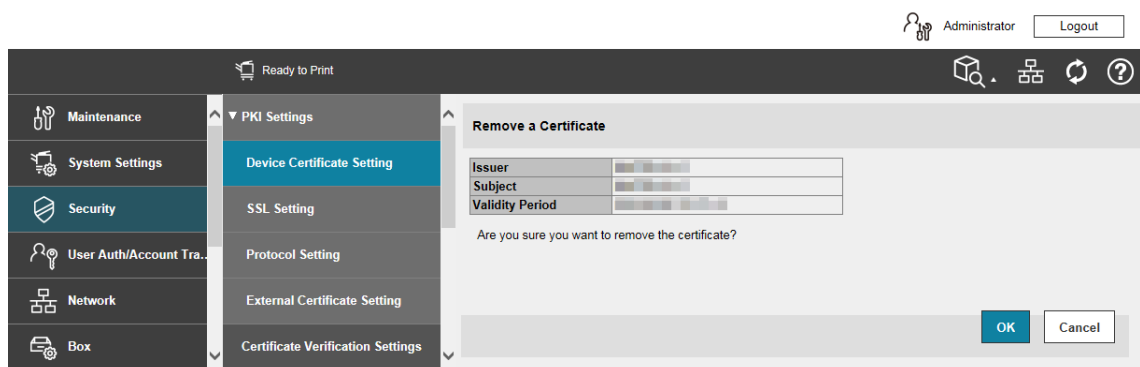 Administrator
Logout
Ready to Print
Maintenance
System Settings
Security
User Auth/Account Tra..
Network
Box
▼ PKI Settings
Device Certificate Setting
SSL Setting
Protocol Setting
External Certificate Setting
Certificate Verification Settings
Remove a Certificate
Issuer
Subject
Validity Period
Are you sure you want to remove the certificate?
OK
Cancel